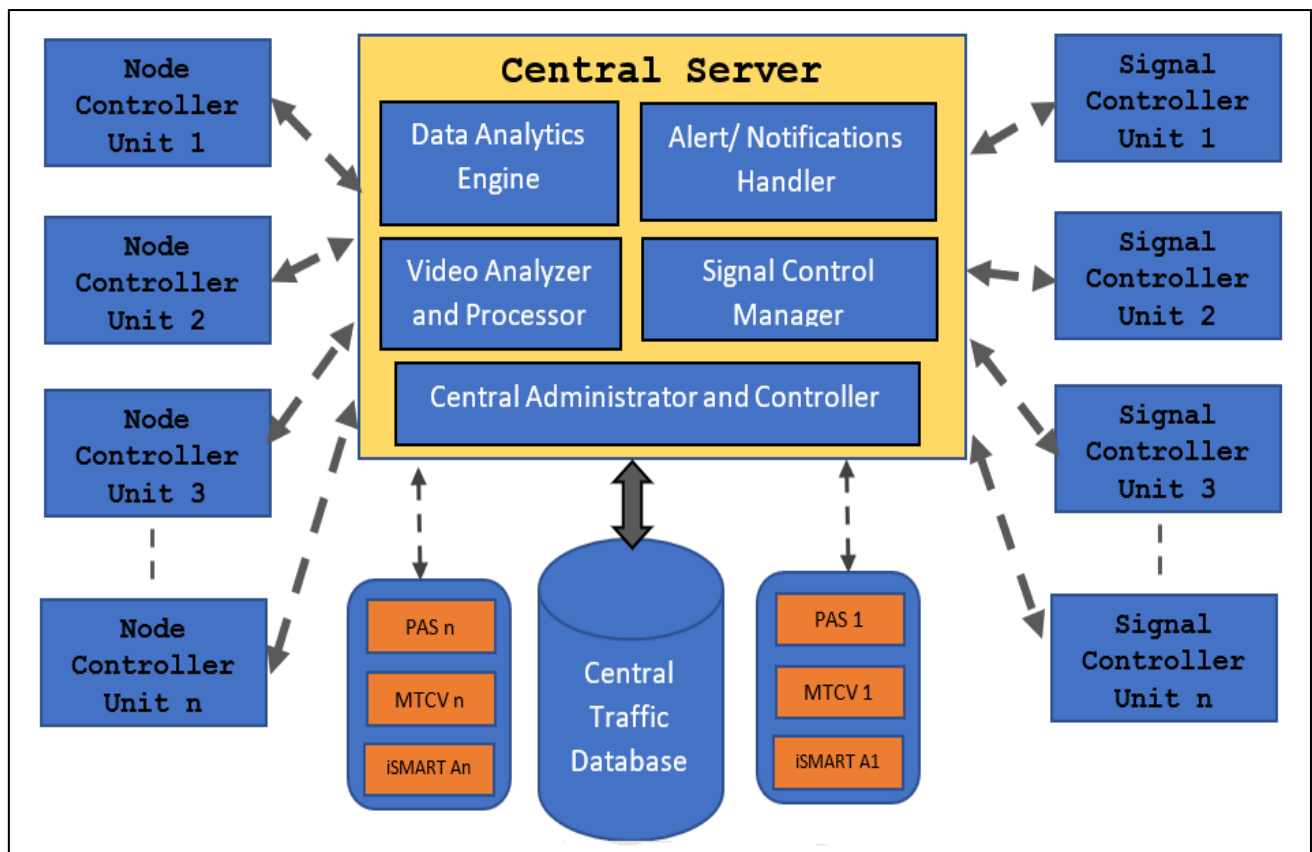 Central Server
Data Analytics
Engine
Alert/ Notifications
Handler
Video Analyzer
and Processor
Signal Control
Manager
Central Administrator and Controller
Node
Controller
Unit 1
Node
Controller
Unit 2
Node
Controller
Unit 3
Node
Controller
Unit n
Signal
Controller
Unit 1
Signal
Controller
Unit 2
Signal
Controller
Unit 3
Signal
Controller
Unit n
PAS n
MTCV n
iSMART An
Central
Traffic
Database
PAS 1
MTCV 1
iSMART A1